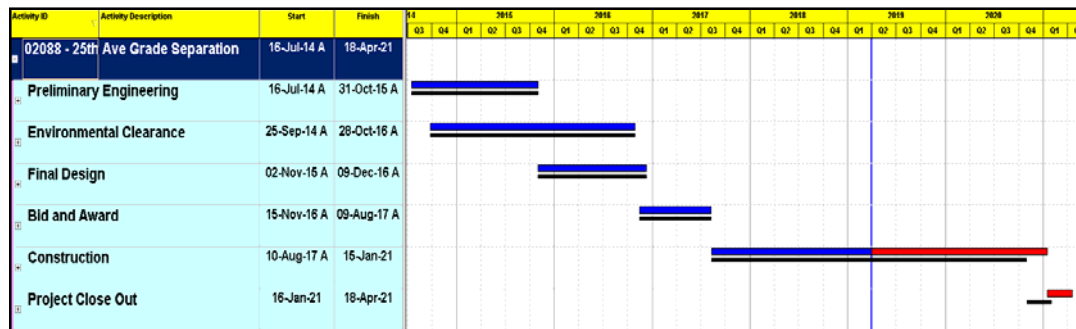 Activity ID Activity Description Start Finish 14 2015 2016 2017 2018 2019 2020
Q3 Q4 Q1 Q2 Q3 Q4 Q1 Q2 Q3 Q4 Q1 Q2 Q3 Q4 Q1 Q2 Q3 Q4 Q1 Q2 Q3 Q4 Q1 Q2 Q3 Q4 Q1
02088 - 25th Ave Grade Separation 16-Jul-14 A 18-Apr-21
Preliminary Engineering 16-Jul-14 A 31-Oct-15 A
Environmental Clearance 25-Sep-14 A 28-Oct-16 A
Final Design 02-Nov-15 A 09-Dec-16 A
Bid and Award 15-Nov-16 A 09-Aug-17 A
Construction 10-Aug-17 A 15-Jan-21
Project Close Out 16-Jan-21 18-Apr-21